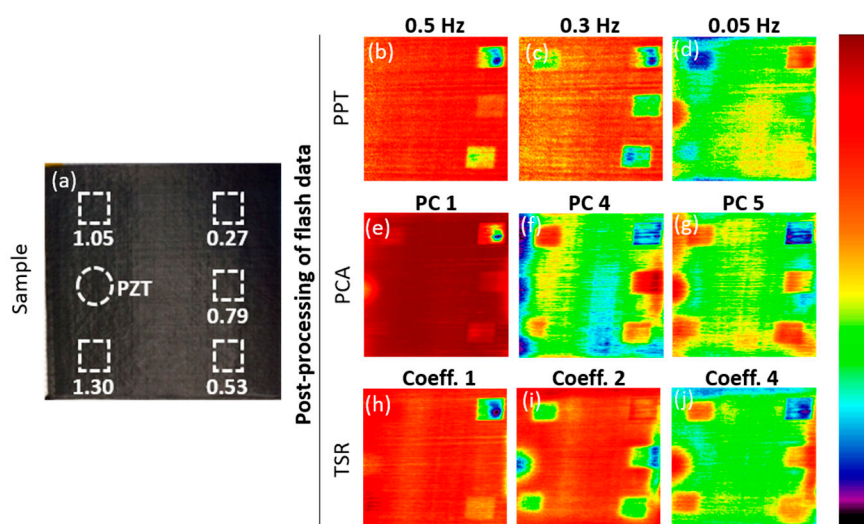 0.5 Hz
0.3 Hz
0.05 Hz
(b)
(c)
(d)
PPT
Post-processing of flash data
Sample
(a)
1.05
0.27
PZT
0.79
1.30
0.53
PC 1
PC 4
PC 5
(e)
(f)
(g)
PCA
Coeff. 1
Coeff. 2
Coeff. 4
(h)
(i)
(j)
TSR